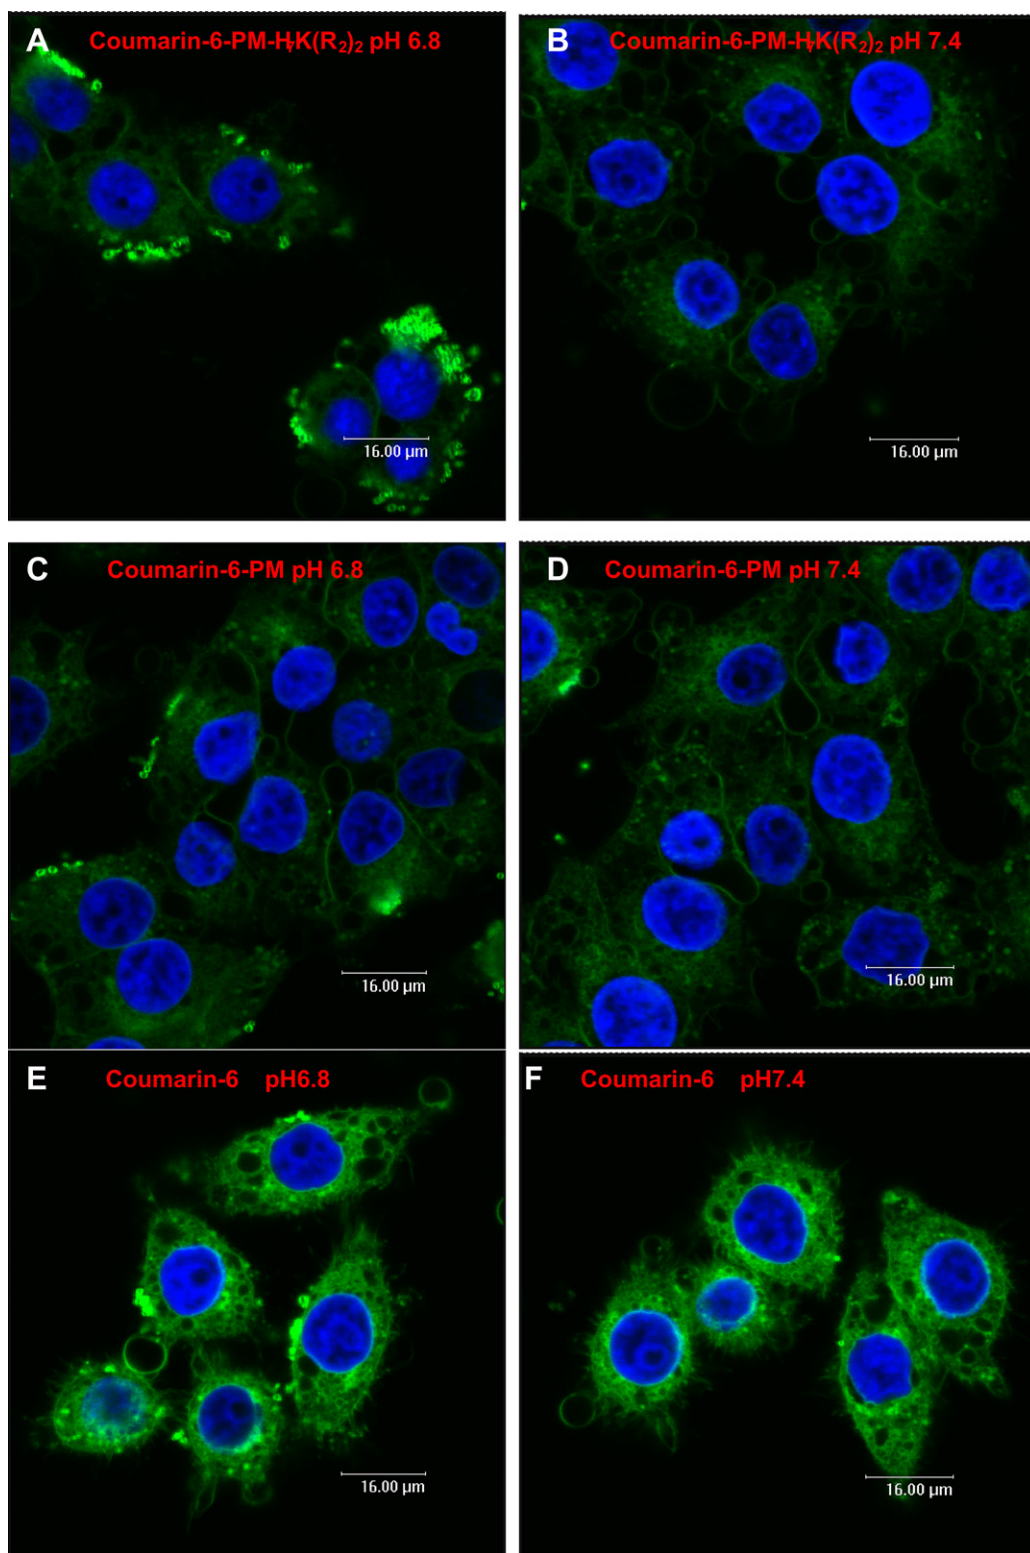 A Coumarin-6-PM-H₇K(R₂)₂ pH 6.8
B Coumarin-6-PM-H₇K(R₂)₂ pH 7.4
16.00 µm
16.00 µm
C Coumarin-6-PM pH 6.8
D Coumarin-6-PM pH 7.4
16.00 µm
16.00 µm
E Coumarin-6 pH6.8
F Coumarin-6 pH7.4
16.00 µm
16.00 µm